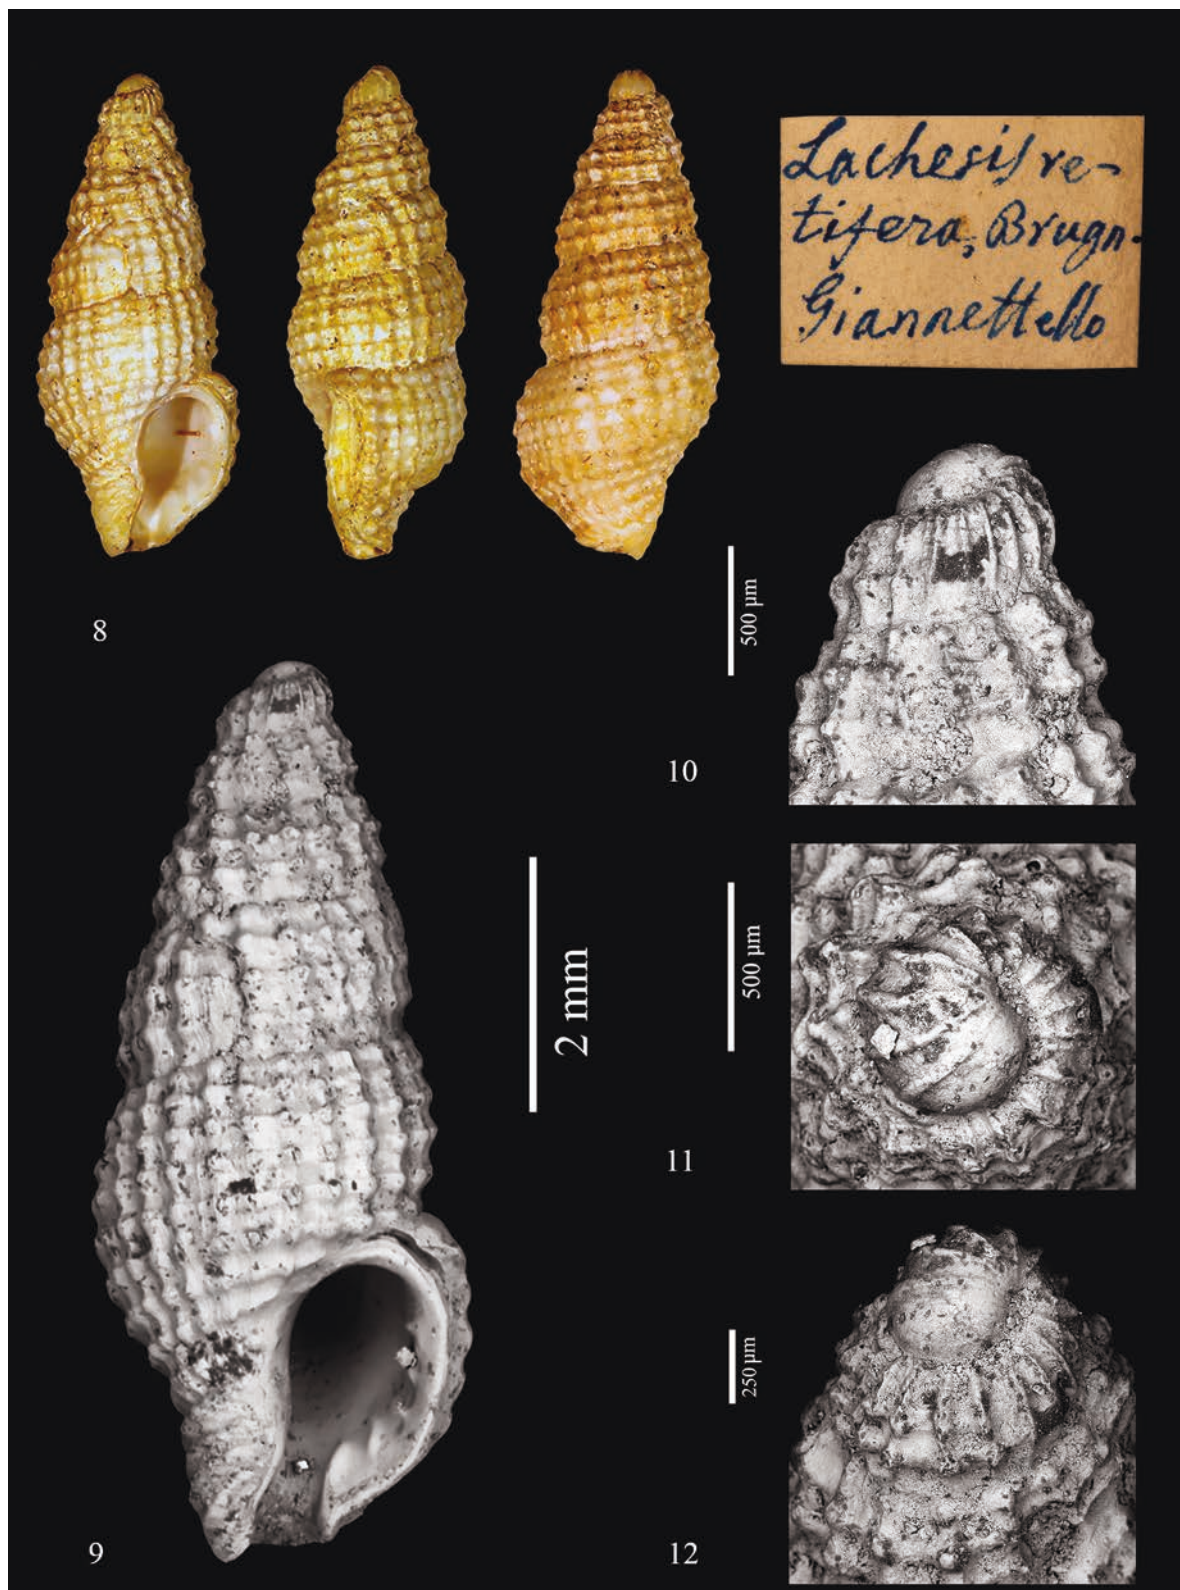 Lachesis re-
tifera, Brugn.
Giannettello
500 µm
8
10
2 mm
500 µm
11
250 µm
9
12